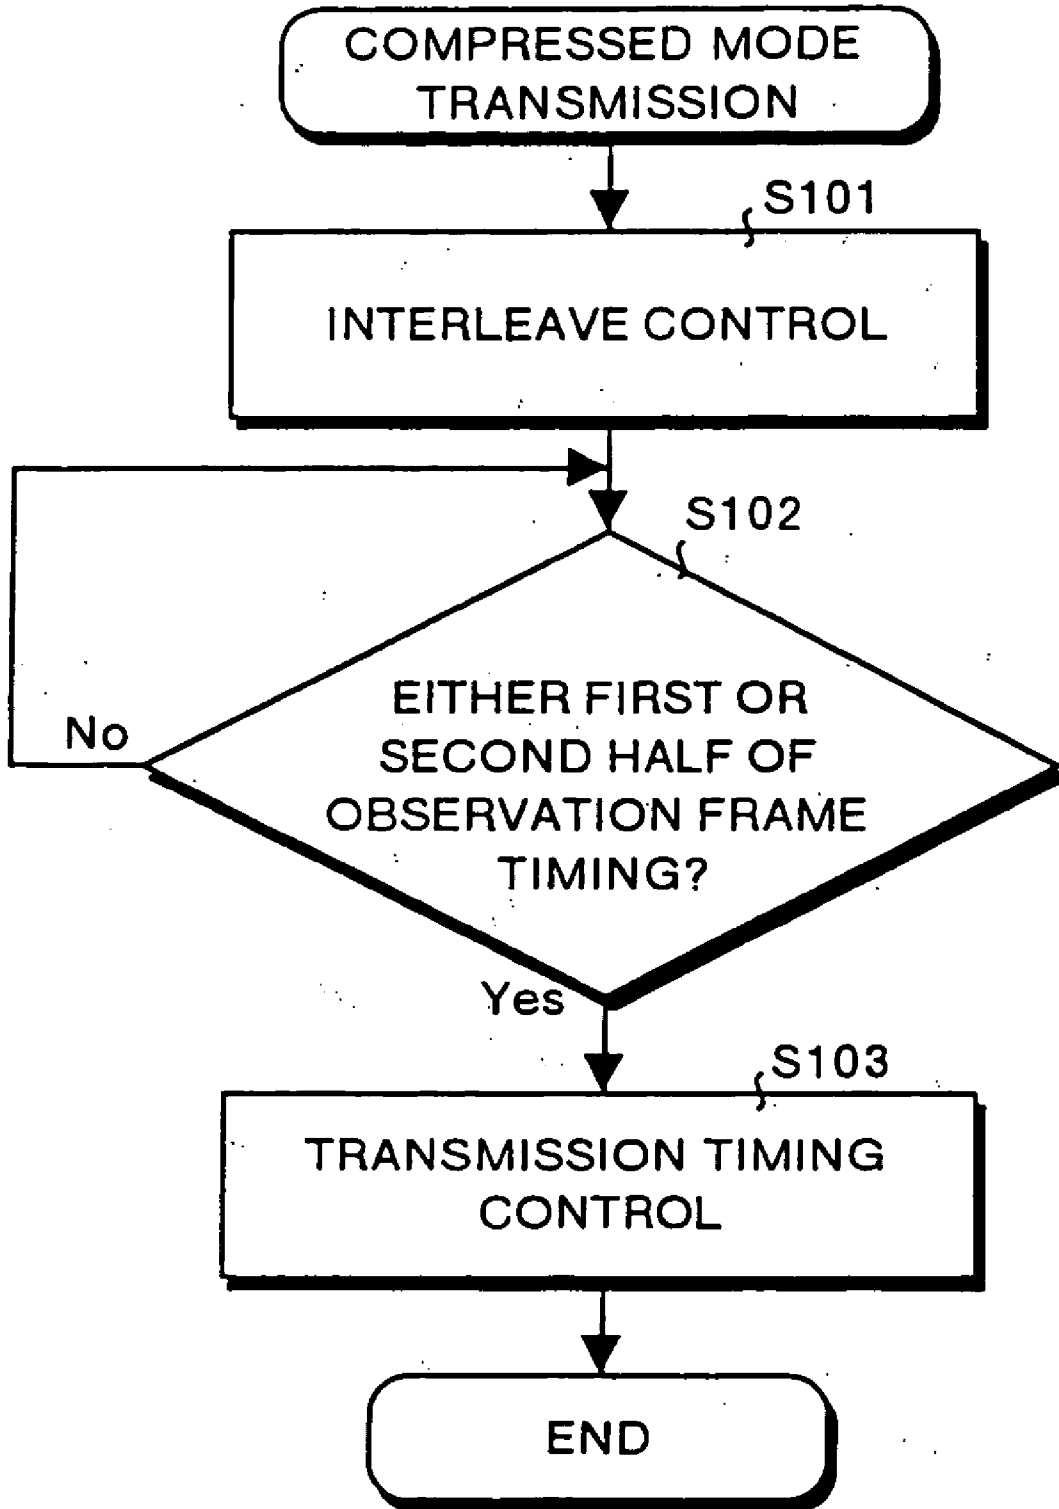 COMPRESSED MODE
TRANSMISSION
S101
INTERLEAVE CONTROL
S102
EITHER FIRST OR
SECOND HALF OF
OBSERVATION FRAME
TIMING?
No
Yes
S103
TRANSMISSION TIMING
CONTROL
END